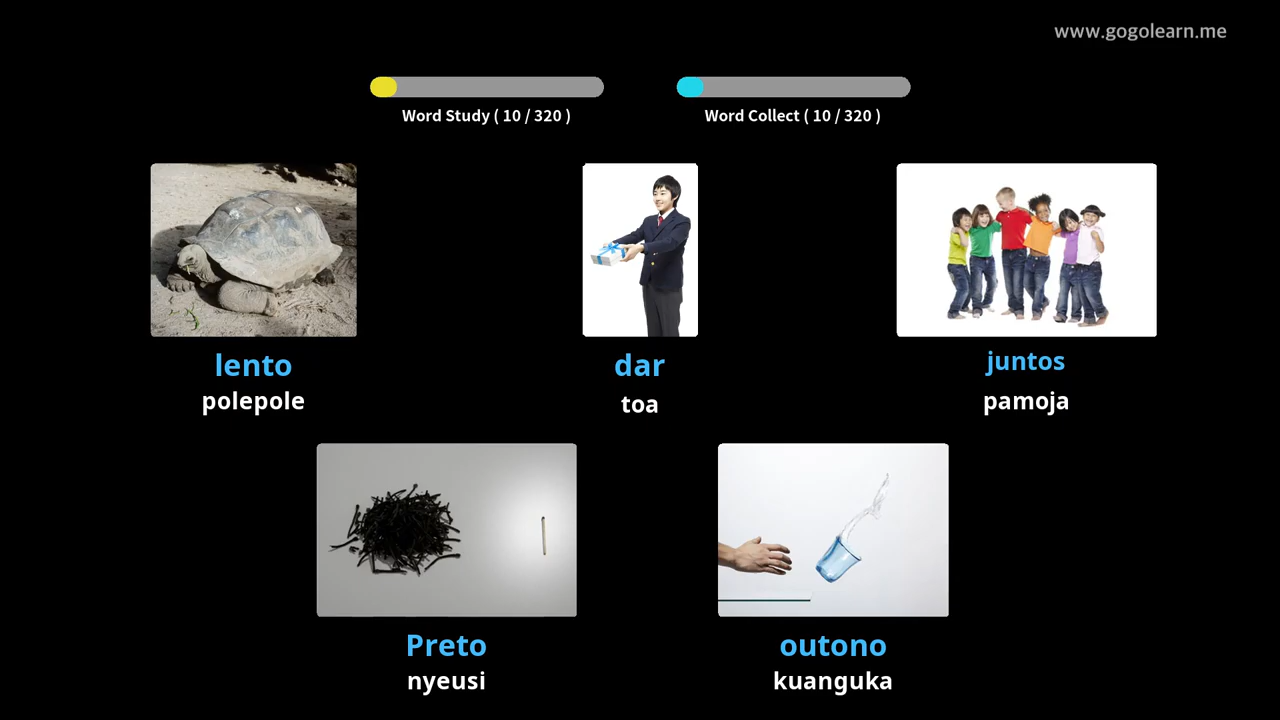 www.gogolearn.me
Word Study ( 10 / 320 )
Word Collect ( 10 / 320 )
lento
polepole
dar
toa
juntos
pamoja
Preto
nyeusi
outono
kuanguka